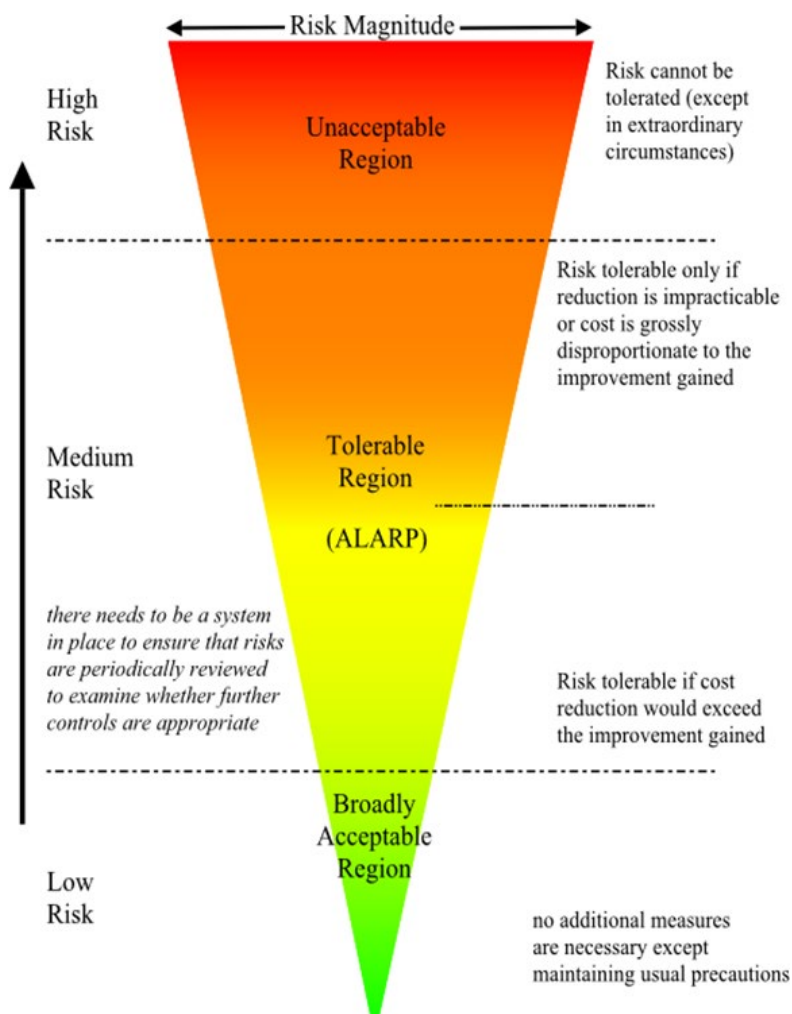 Risk Magnitude
High
Risk
Unacceptable
Region
Risk cannot be
tolerated (except
in extraordinary
circumstances)
Risk tolerable only if
reduction is impracticable
or cost is grossly
disproportionate to the
improvement gained
Medium
Risk
Tolerable
Region
(ALARP)
there needs to be a system
in place to ensure that risks
are periodically reviewed
to examine whether further
controls are appropriate
Risk tolerable if cost
reduction would exceed
the improvement gained
Broadly
Acceptable
Region
Low
Risk
no additional measures
are necessary except
maintaining usual precautions